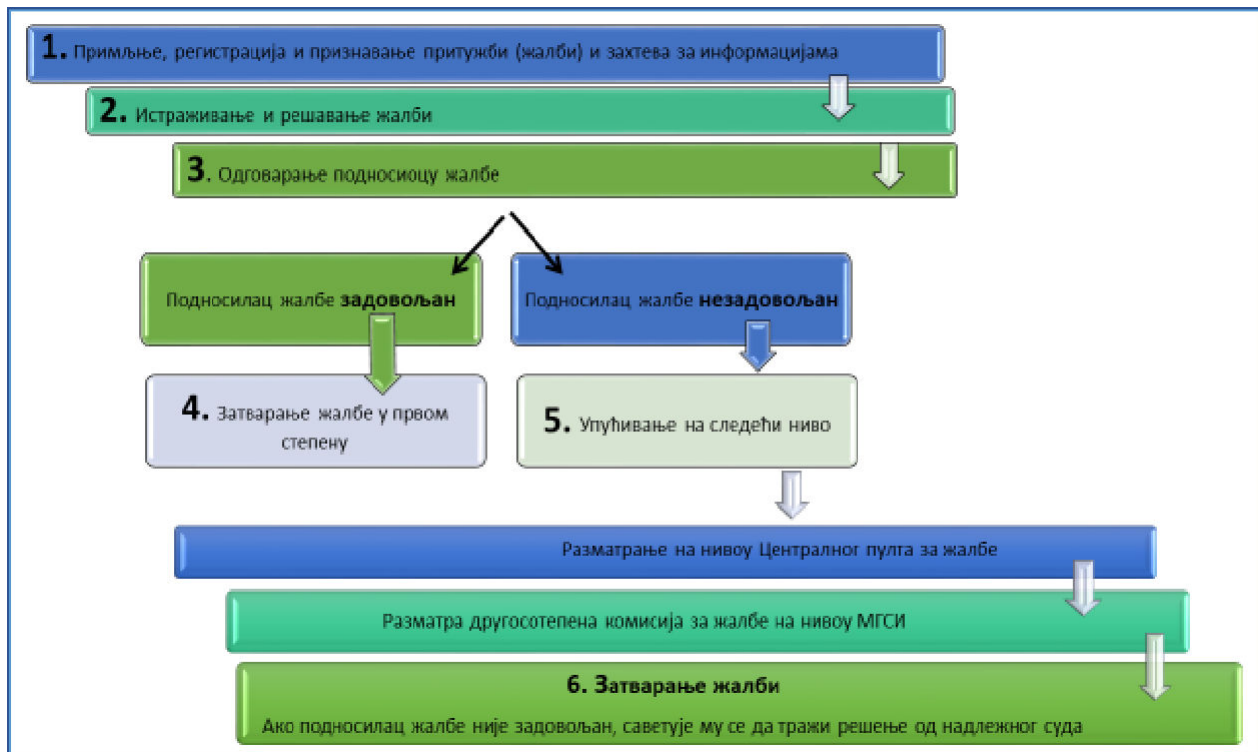 1. Примљње, регистрација и признавање притужби (жалби) и захтева за информацијама
2. Истраживање и решавање жалби
3. Одговарање подносиоцу жалбе
Подносилац жалбе задовољан
Подносилац жалбе незадовољан
4. Затварање жалбе у првом
степену
5. Упућивање на следећи ниво
Разматрање на нивоу Централног пулта за жалбе
Разматра другосотепена комисија за жалбе на нивоу МГСИ
6. Затварање жалби
Ако подносилац жалбе није задовољан, саветује му се да тражи решење од надлежног суда